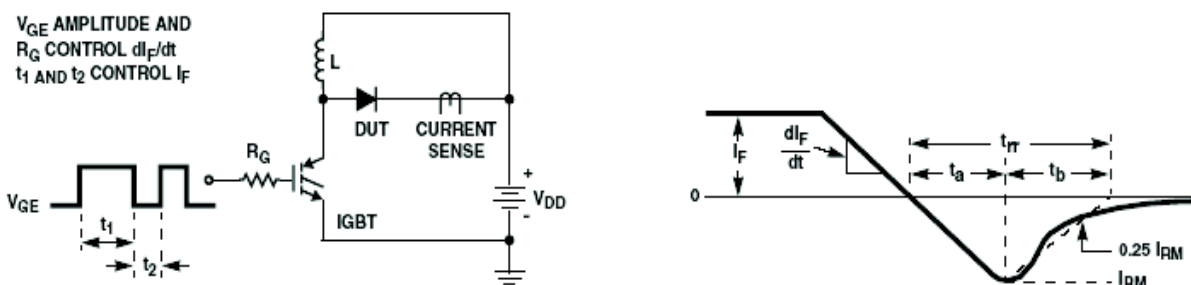 VGE AMPLITUDE AND
RG CONTROL dIF/dt
t1 AND t2 CONTROL IF
L
DUT
CURRENT
SENSE
RG
+
VDD
-
IGBT
VGE
t1
t2
IF
dIF
dt
trr
ta
tb
0
0.25 IRM
IRM